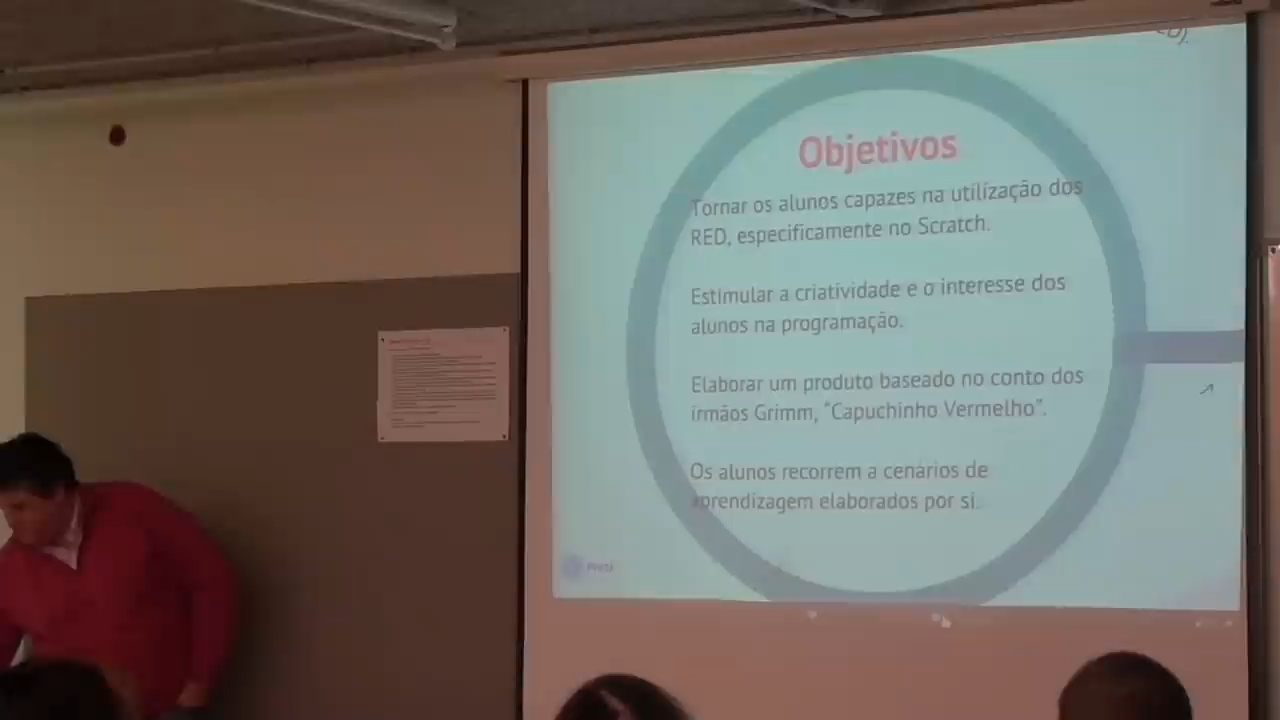 Objetivos
Tornar os alunos capazes na utilização dos
RED, especificamente no Scratch.
Estimular a criatividade e o interesse dos
alunos na programação.
Elaborar um produto baseado no conto dos
irmãos Grimm, "Capuchinho Vermelho".
Os alunos recorrem a cenários de
aprendizagem elaborados por si.